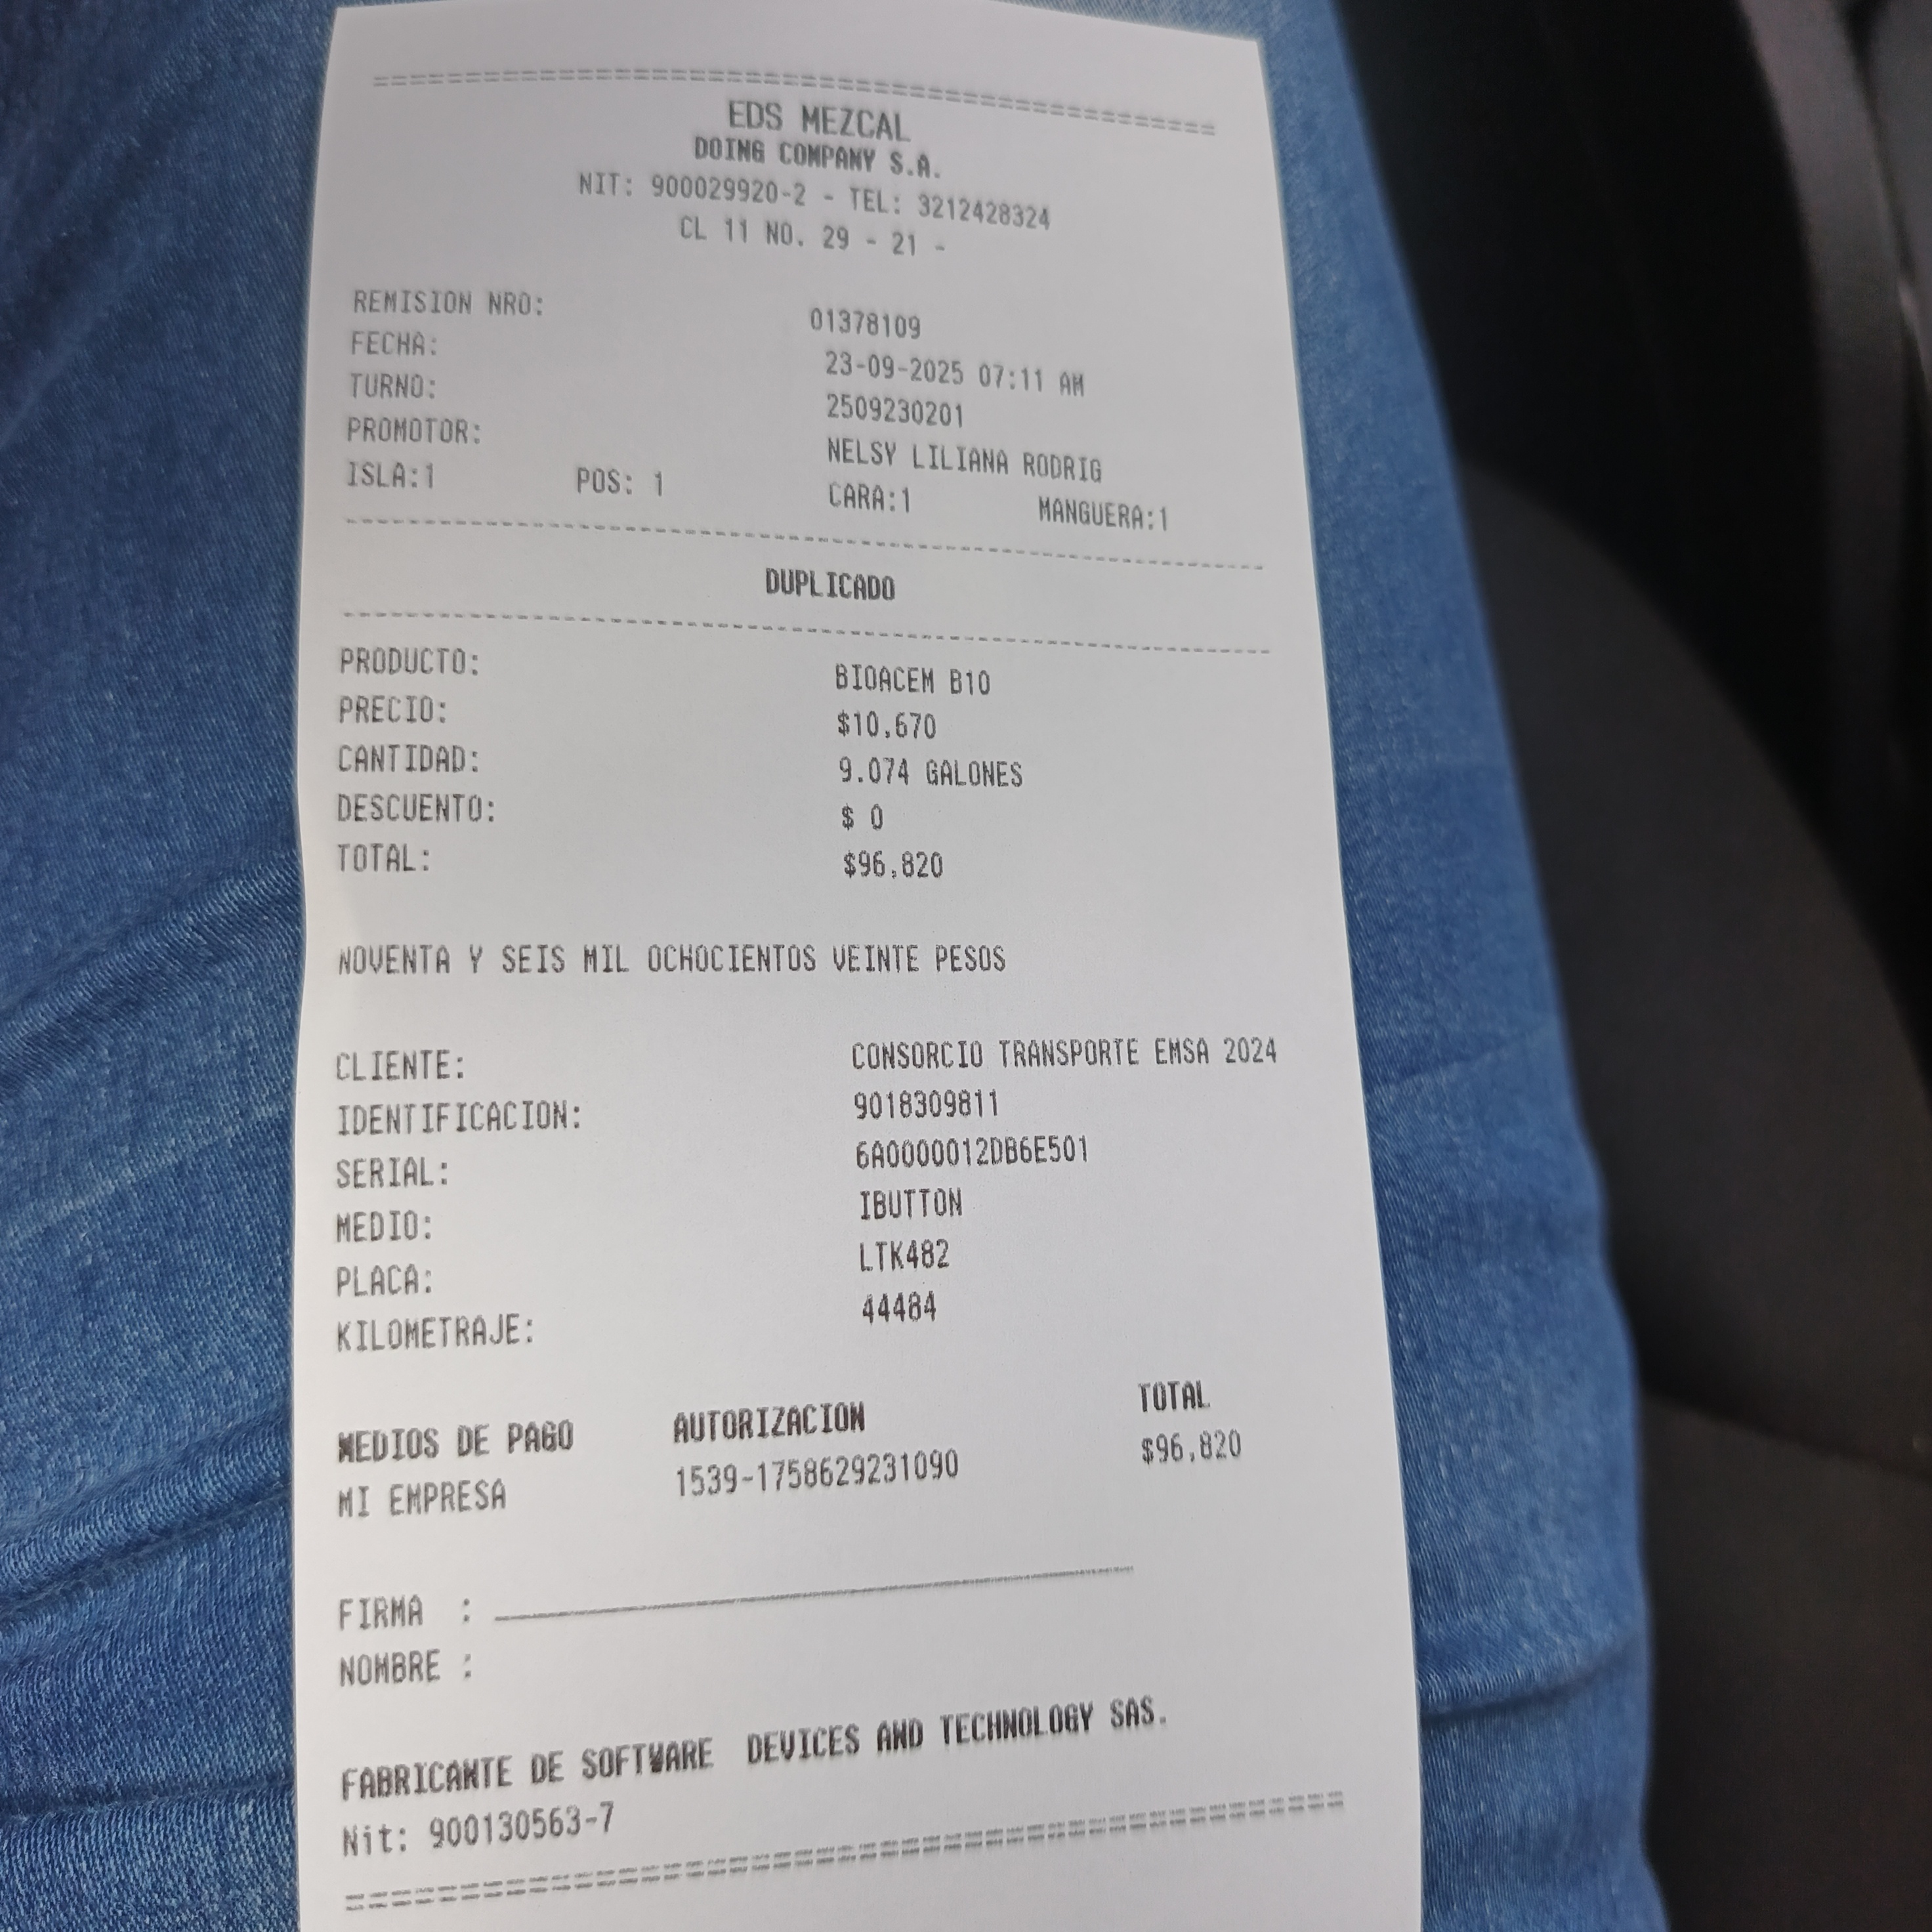 EDS MEZCAL
DOING COMPANY S.A.
NIT: 900029920-2 - TEL: 3212428324
CL 11 NO. 29 - 21 -
REMISION NRO: 01378109
FECHA: 23-09-2025 07:11 AM
TURNO: 2509230201
PROMOTOR: NELSY LILIANA RODRIG
ISLA:1 POS: 1 CARA:1 MANGUERA:1
DUPLICADO
PRODUCTO: BIOACEM B10
PRECIO: $10,670
CANTIDAD: 9.074 GALONES
DESCUENTO: $ 0
TOTAL: $96,820
NOVENTA Y SEIS MIL OCHOCIENTOS VEINTE PESOS
CLIENTE: CONSORCIO TRANSPORTE EMSA 2024
IDENTIFICACION: 9018309811
SERIAL: 6A0000012DB6E501
MEDIO: IBUTTON
PLACA: LTK482
KILOMETRAJE: 44484
MEDIOS DE PAGO AUTORIZACION TOTAL
MI EMPRESA 1539-1758629231090 $96,820
FIRMA :
NOMBRE :
FABRICANTE DE SOFTWARE DEVICES AND TECHNOLOGY SAS.
Nit: 900130563-7